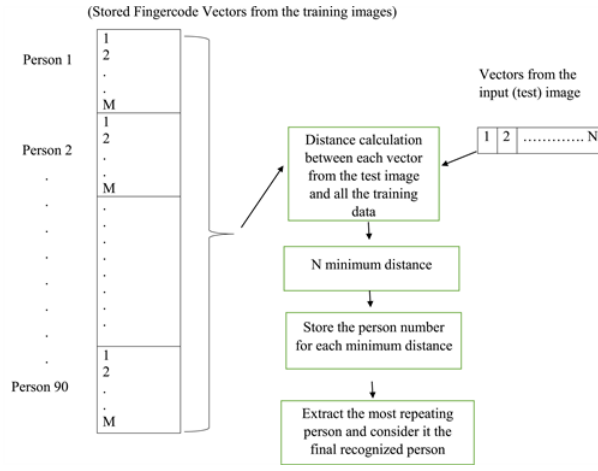 (Stored Fingercode Vectors from the training images)
Person 1
1
2
.
.
M
Person 2
1
2
.
.
M
.
.
.
.
.
.
.
.
.
.
.
.
.
.
Person 90
1
2
.
.
M
Vectors from the
input (test) image
1 2 ............. N
Distance calculation
between each vector
from the test image
and all the training
data
N minimum distance
Store the person number
for each minimum distance
Extract the most repeating
person and consider it the
final recognized person